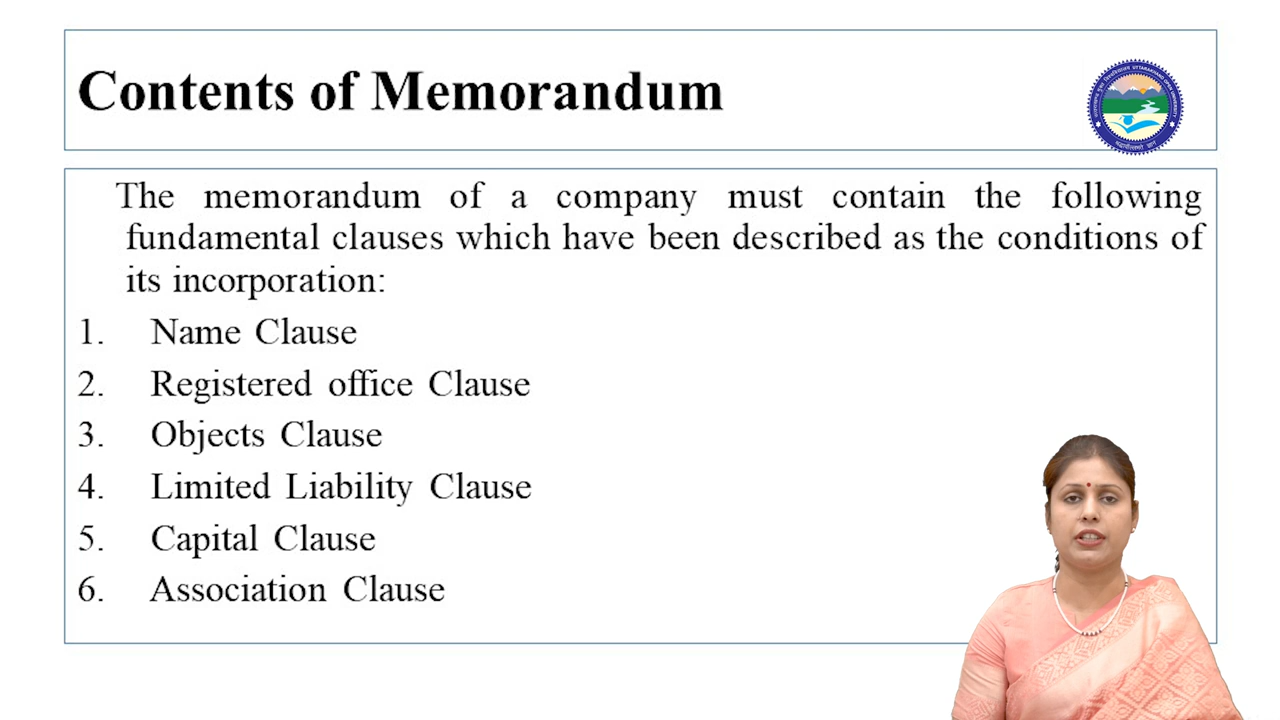 Contents of Memorandum
The memorandum of a company must contain the following
fundamental clauses which have been described as the conditions of
its incorporation:
1. Name Clause
2. Registered office Clause
3. Objects Clause
4. Limited Liability Clause
5. Capital Clause
6. Association Clause